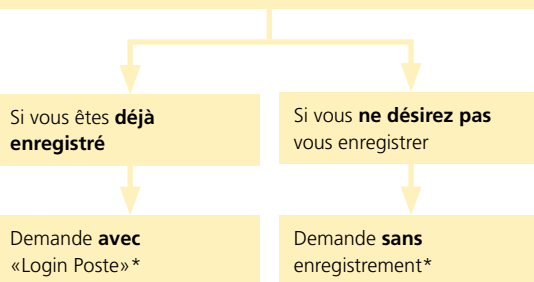 Si vous êtes déjà
enregistré
Si vous ne désirez pas
vous enregistrer
Demande avec
«Login Poste»*
Demande sans
enregistrement*